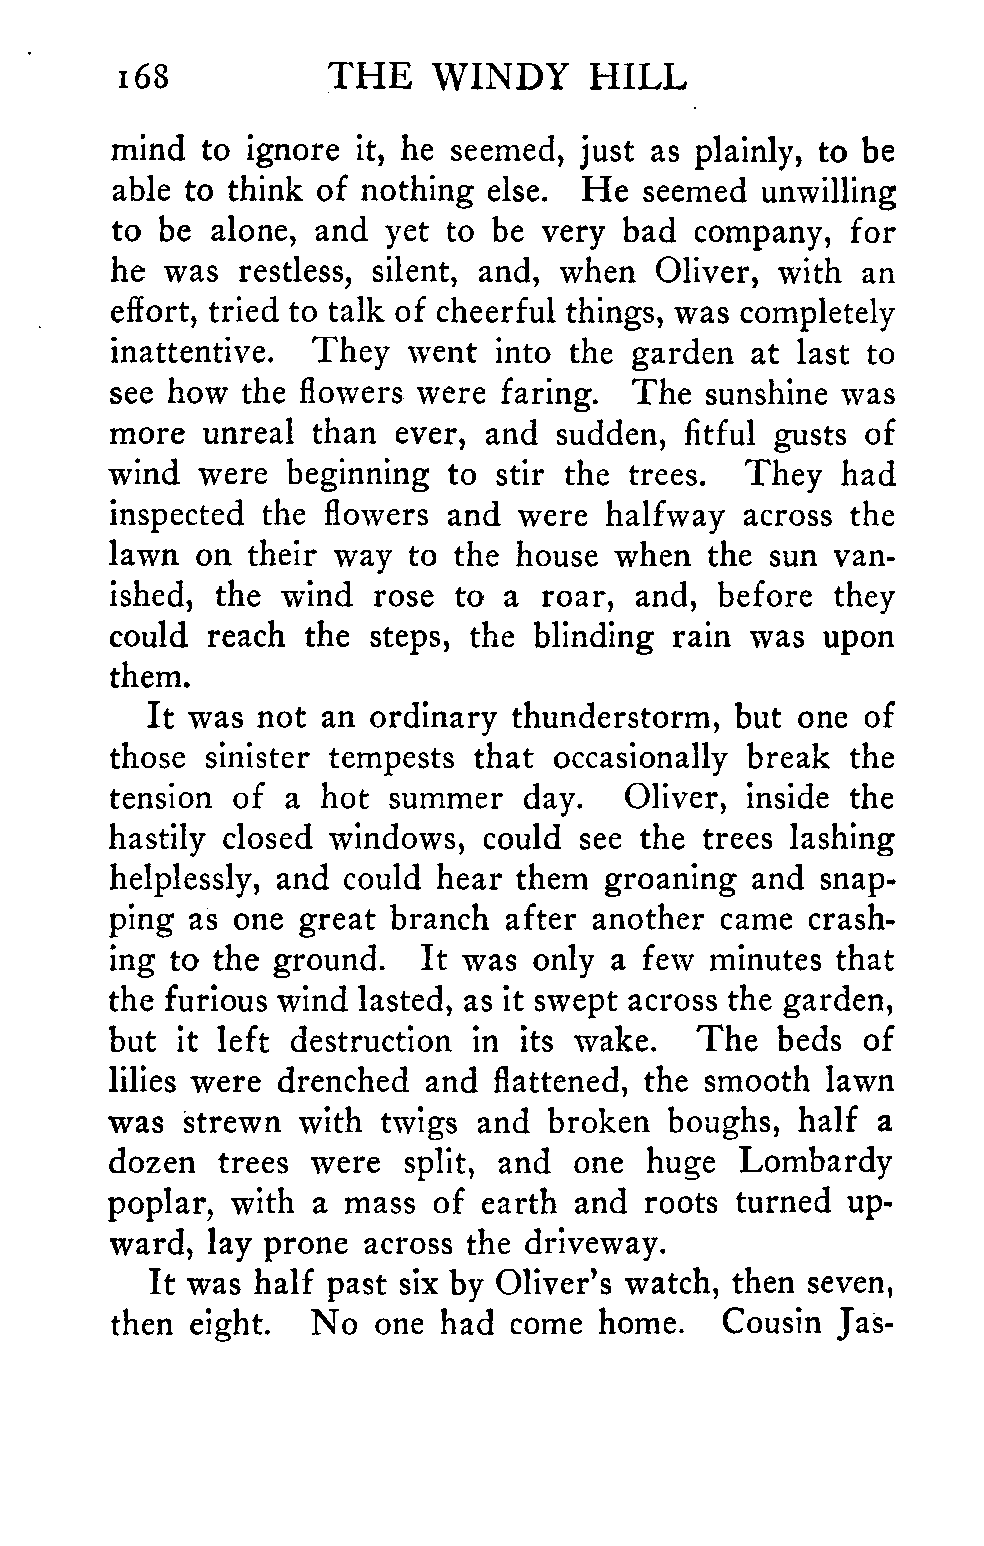 168 THE WINDY HILL
mind to ignore it, he seemed, just as plainly, to be
able to think of nothing else. He seemed unwilling
to be alone, and yet to be very bad company, for
he was restless, silent, and, when Oliver, with an
effort, tried to talk of cheerful things, was completely
inattentive. They went into the garden at last to
see how the flowers were faring. The sunshine was
more unreal than ever, and sudden, fitful gusts of
wind were beginning to stir the trees. They had
inspected the flowers and were halfway across the
lawn on their way to the house when the sun van-
ished, the wind rose to a roar, and, before they
could reach the steps, the blinding rain was upon
them.
It was not an ordinary thunderstorm, but one of
those sinister tempests that occasionally break the
tension of a hot summer day. Oliver, inside the
hastily closed windows, could see the trees lashing
helplessly, and could hear them groaning and snap-
ping as one great branch after another came crash-
ing to the ground. It was only a few minutes that
the furious wind lasted, as it swept across the garden,
but it left destruction in its wake. The beds of
lilies were drenched and flattened, the smooth lawn
was strewn with twigs and broken boughs, half a
dozen trees were split, and one huge Lombardy
poplar, with a mass of earth and roots turned up-
ward, lay prone across the driveway.
It was half past six by Oliver's watch, then seven,
then eight. No one had come home. Cousin Jas-